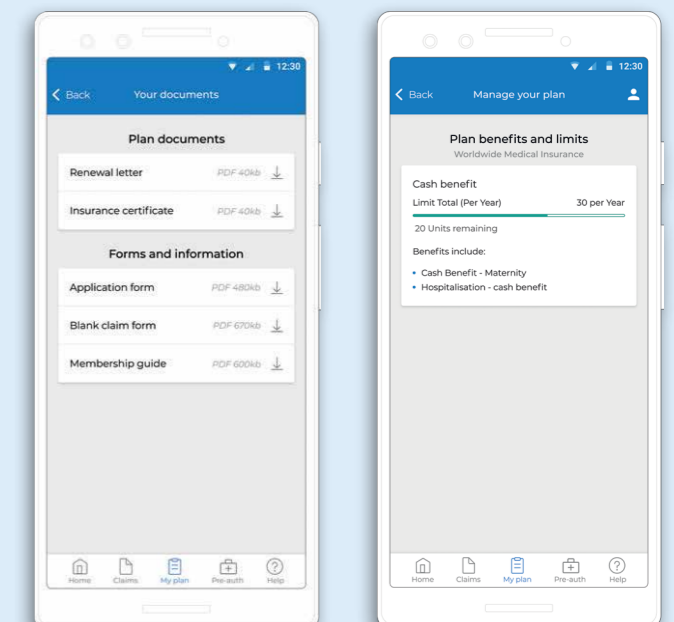 12:30
Back Your documents
Plan documents
Renewal letter PDF 40kb
Insurance certificate PDF 40kb
Forms and information
Application form PDF 480kb
Blank claim form PDF 670kb
Membership guide PDF 600kb
Home Claims My plan Pre-auth Help
12:30
Back Manage your plan
Plan benefits and limits
Worldwide Medical Insurance
Cash benefit
Limit Total (Per Year) 30 per Year
20 Units remaining
Benefits include:
• Cash Benefit - Maternity
• Hospitalisation - cash benefit
Home Claims My plan Pre-auth Help